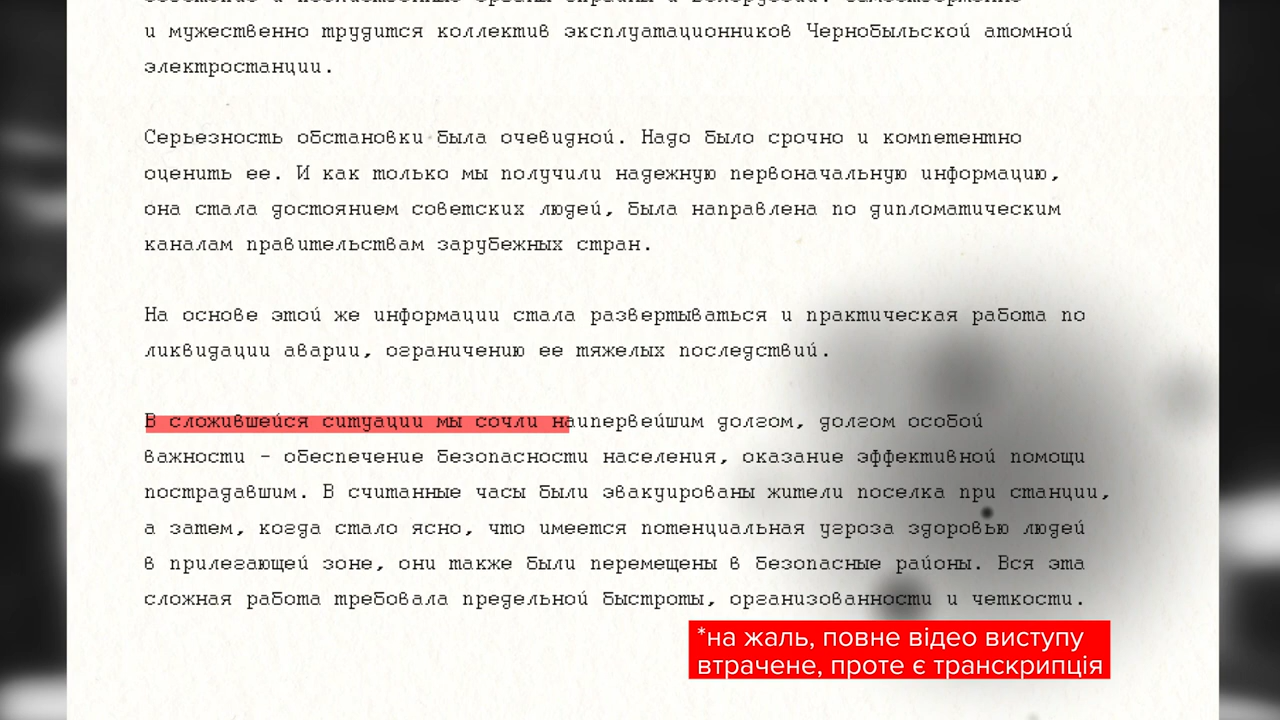 и мужественно трудится коллектив эксплуатационников Чернобыльской атомной
электростанции.
Серьезность обстановки была очевидной. Надо было срочно и компетентно
оценить ее. И как только мы получили надежную первоначальную информацию,
она стала достоянием советских людей, была направлена по дипломатическим
каналам правительствам зарубежных стран.
На основе этой же информации стала развертываться и практическая работа по
ликвидации аварии, ограничению ее тяжелых последствий.
В сложившейся ситуации мы сочли наипервейшим долгом, долгом особой
важности - обеспечение безопасности населения, оказание эффективной помощи
пострадавшим. В считанные часы были эвакуированы жители поселка при станции,
а затем, когда стало ясно, что имеется потенциальная угроза здоровью людей
в прилегающей зоне, они также были перемещены в безопасные районы. Вся эта
сложная работа требовала предельной быстроты, организованности и четкости.
*на жаль, повне відео виступу
втрачене, проте є транскрипція